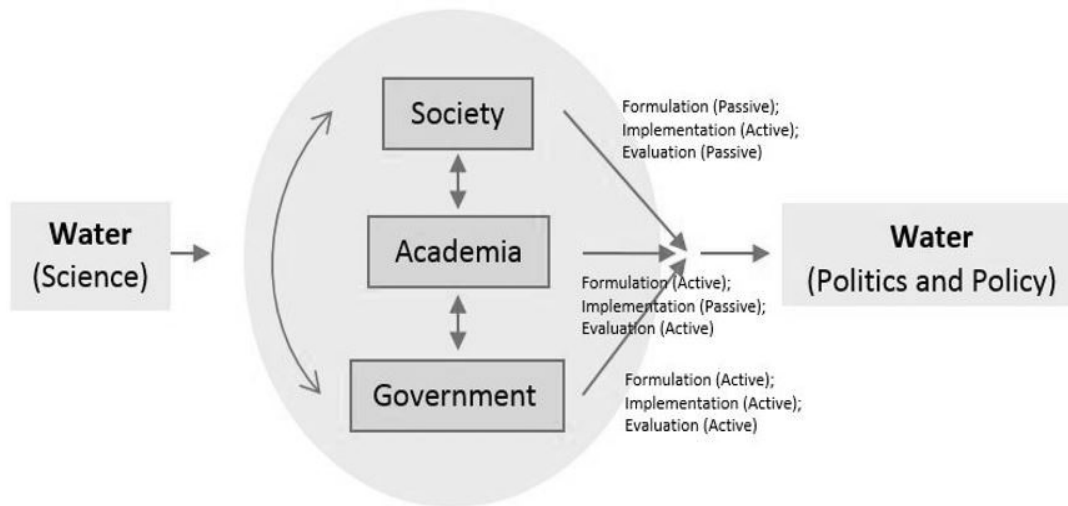 Society
Formulation (Passive);
Implementation (Active);
Evaluation (Passive)
Water
(Science)
Academia
Water
(Politics and Policy)
Formulation (Active);
Implementation (Passive);
Evaluation (Active)
Government
Formulation (Active);
Implementation (Active);
Evaluation (Active)